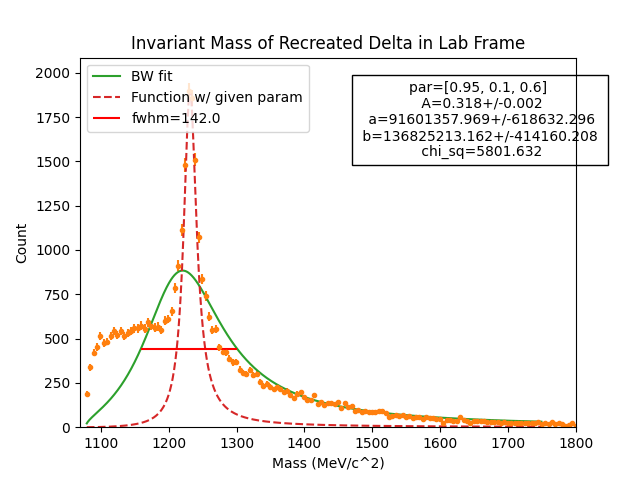 Invariant Mass of Recreated Delta in Lab Frame
BW fit
Function w/ given param
fwhm=142.0
par=[0.95, 0.1, 0.6]
A=0.318+/-0.002
a=91601357.969+/-618632.296
b=136825213.162+/-414160.208
chi_sq=5801.632
Count
2000
1750
1500
1250
1000
750
500
250
0
1100
1200
1300
1400
1500
1600
1700
1800
Mass (MeV/c^2)